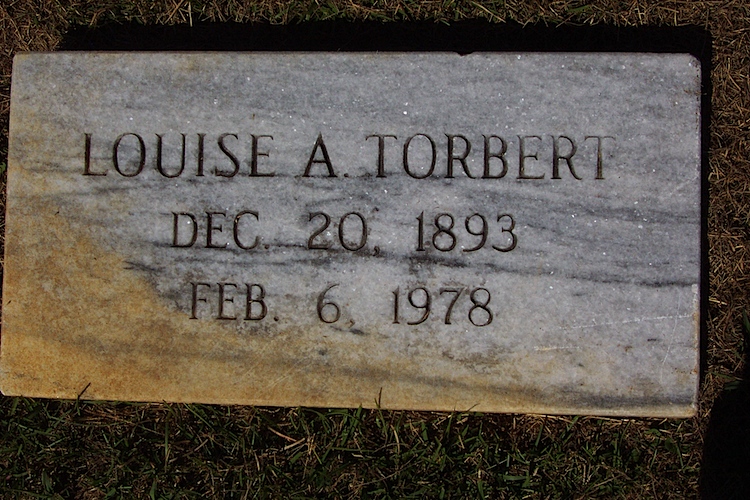 LOUISE A. TORBERT
DEC. 20, 1893
FEB. 6, 1978